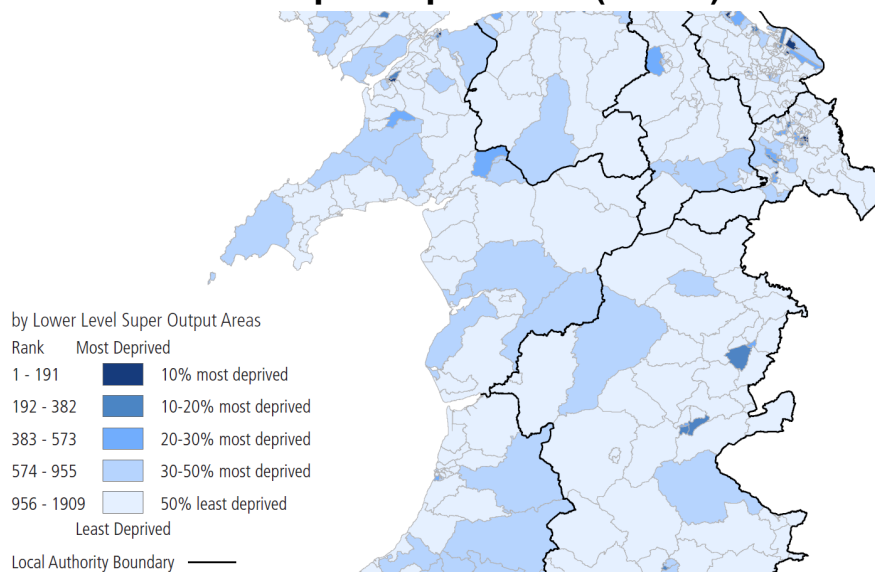 by Lower Level Super Output Areas
Rank Most Deprived
1 - 191 10% most deprived
192 - 382 10-20% most deprived
383 - 573 20-30% most deprived
574 - 955 30-50% most deprived
956 - 1909 50% least deprived
Least Deprived
Local Authority Boundary